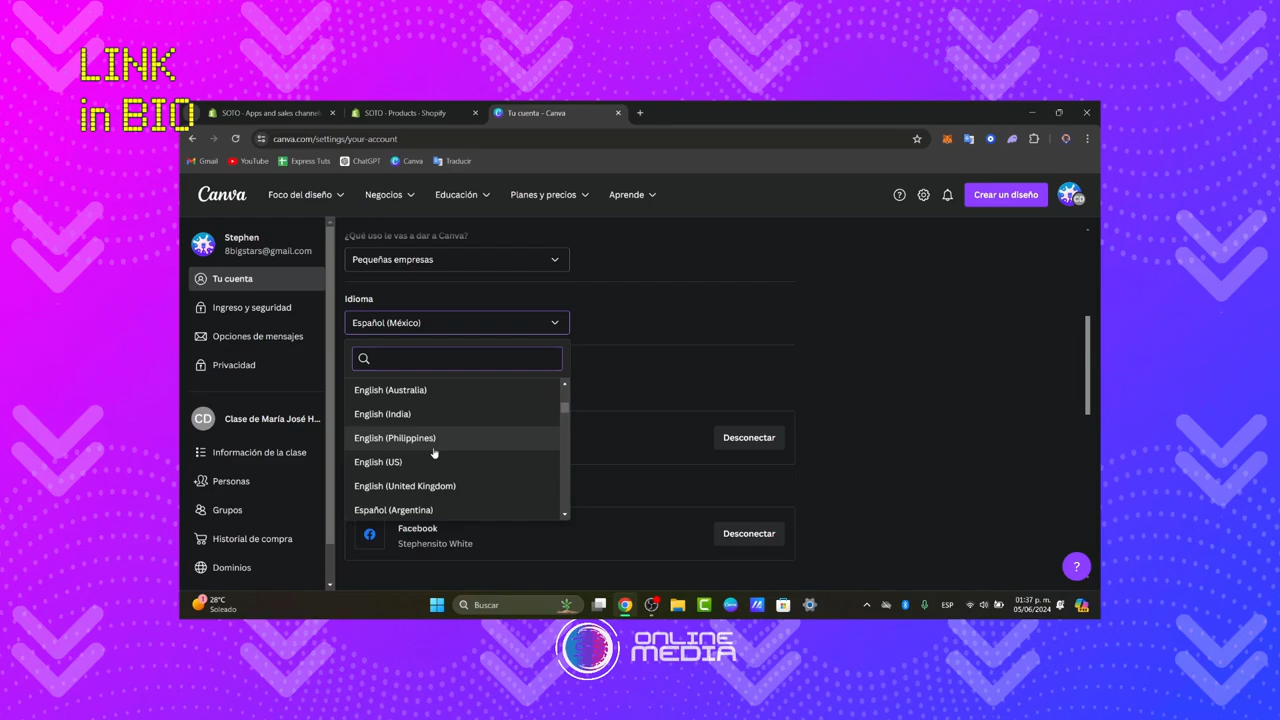 LINK
in BIO
SOTO · Apps and sales channel
SOTO · Products · Shopify
Tu cuenta – Canva
canva.com/settings/your-account
Gmail
YouTube
Express Tuts
ChatGPT
Canva
Traducir
Canva
Foco del diseño
Negocios
Educación
Planes y precios
Aprende
Crear un diseño
CD
Stephen
8bigstars@gmail.com
Tu cuenta
Ingreso y seguridad
Opciones de mensajes
Privacidad
CD
Clase de María José H...
Información de la clase
Personas
Grupos
Historial de compra
Dominios
¿Qué uso le vas a dar a Canva?
Pequeñas empresas
Idioma
Español (México)
English (Australia)
English (India)
English (Philippines)
English (US)
English (United Kingdom)
Español (Argentina)
Desconectar
Facebook
Stephensito White
Desconectar
?
1
28°C
Soleado
Buscar
ESP
01:37 p. m.
05/06/2024
ONLINE
MEDIA